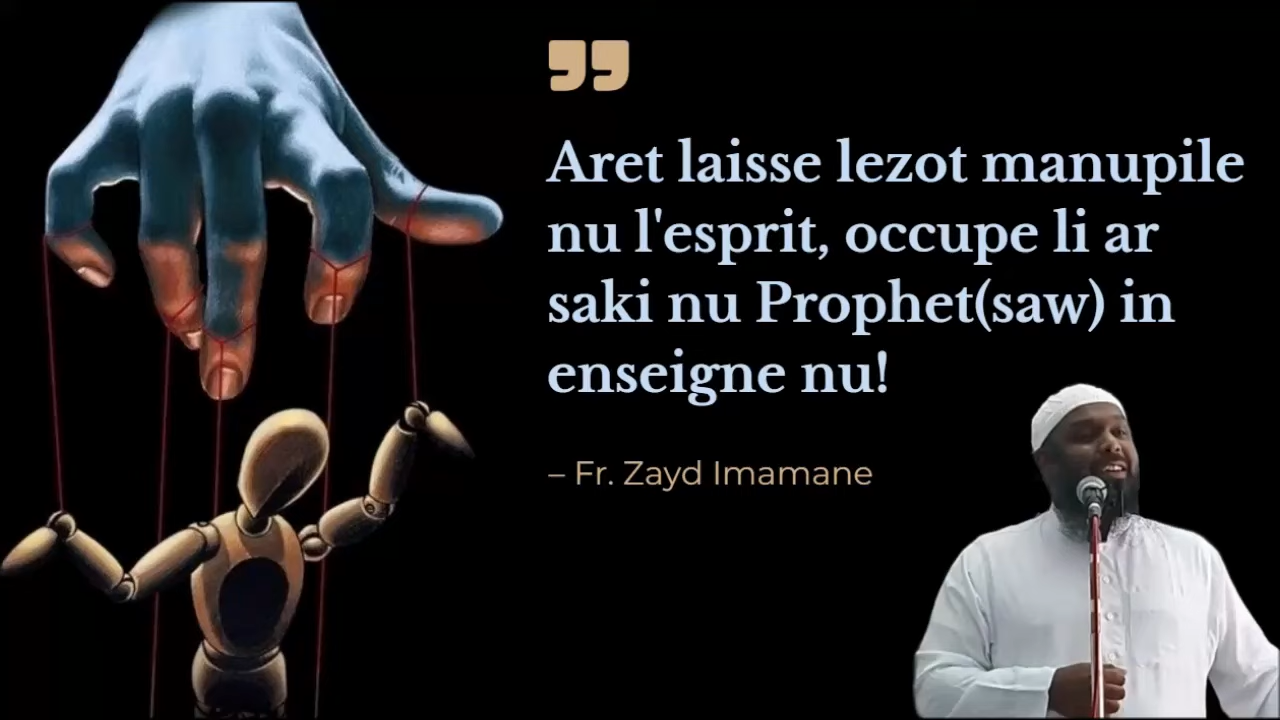 Aret laisse lezot manupile
nu l'esprit, occupe li ar
saki nu Prophet(saw) in
enseigne nu!
– Fr. Zayd Imamane